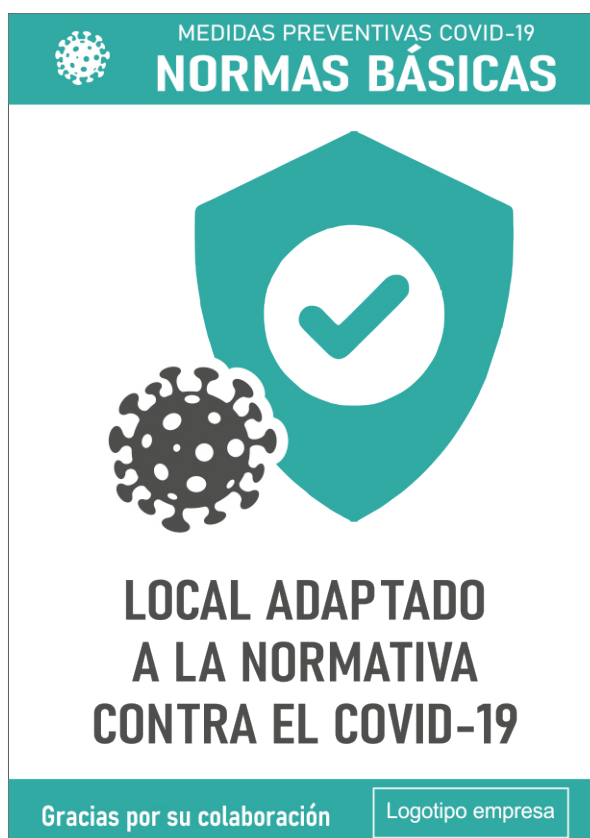 MEDIDAS PREVENTIVAS COVID-19
NORMAS BÁSICAS
LOCAL ADAPTADO
A LA NORMATIVA
CONTRA EL COVID-19
Gracias por su colaboración
Logotipo empresa